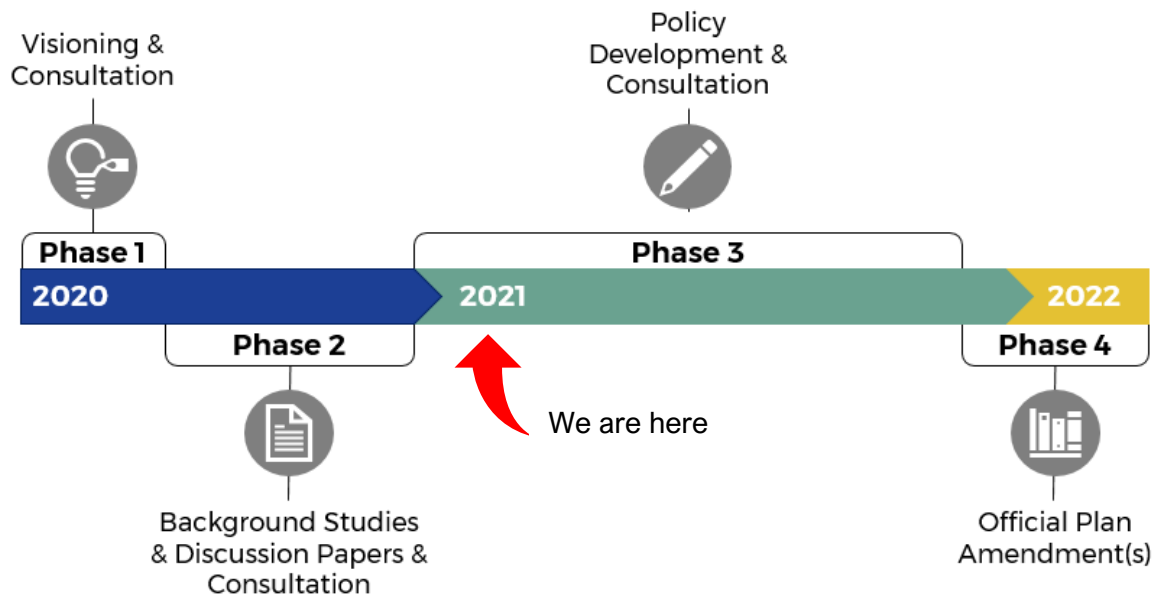 Visioning &
Consultation
Policy
Development &
Consultation
Phase 1
Phase 3
2020
2021
2022
Phase 2
Phase 4
We are here
Background Studies
& Discussion Papers &
Consultation
Official Plan
Amendment(s)